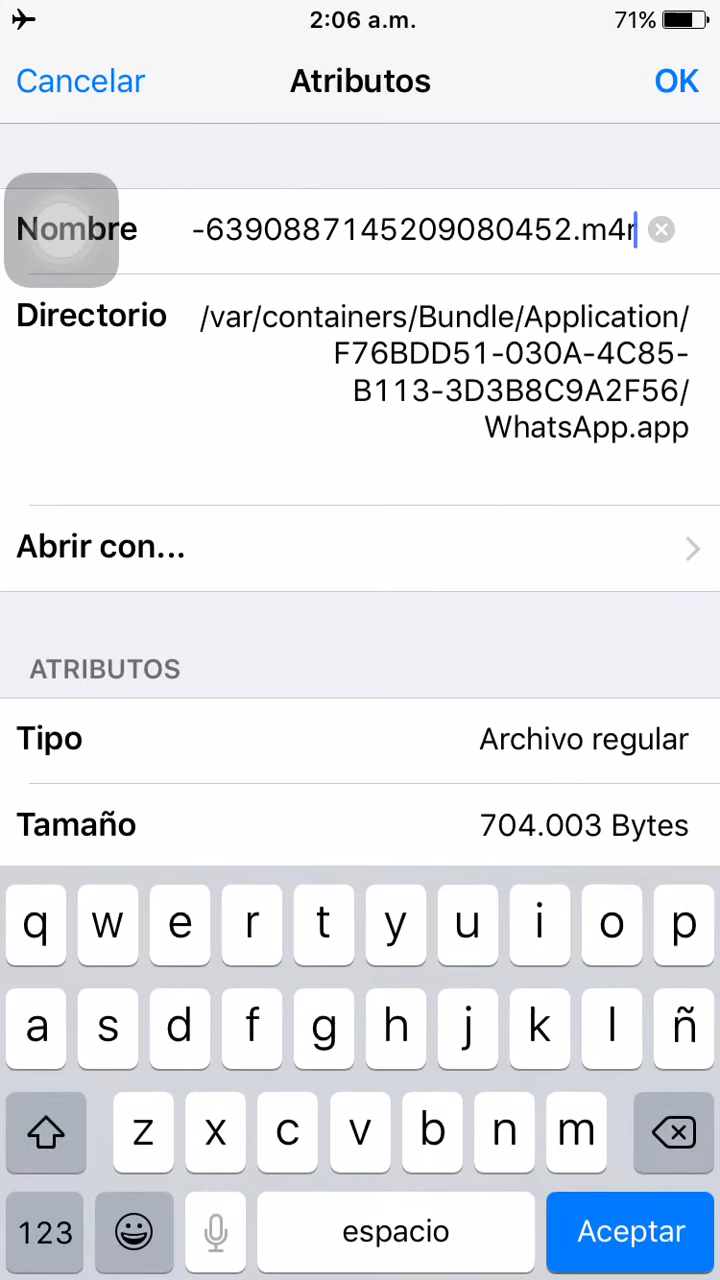 2:06 a.m. 71%
Cancelar Atributos OK
Nombre -6390887145209080452.m4r
Directorio /var/containers/Bundle/Application/
F76BDD51-030A-4C85-
B113-3D3B8C9A2F56/
WhatsApp.app
Abrir con...
ATRIBUTOS
Tipo Archivo regular
Tamaño 704.003 Bytes
q w e r t y u i o p
a s d f g h j k l ñ
z x c v b n m
123 espacio Aceptar